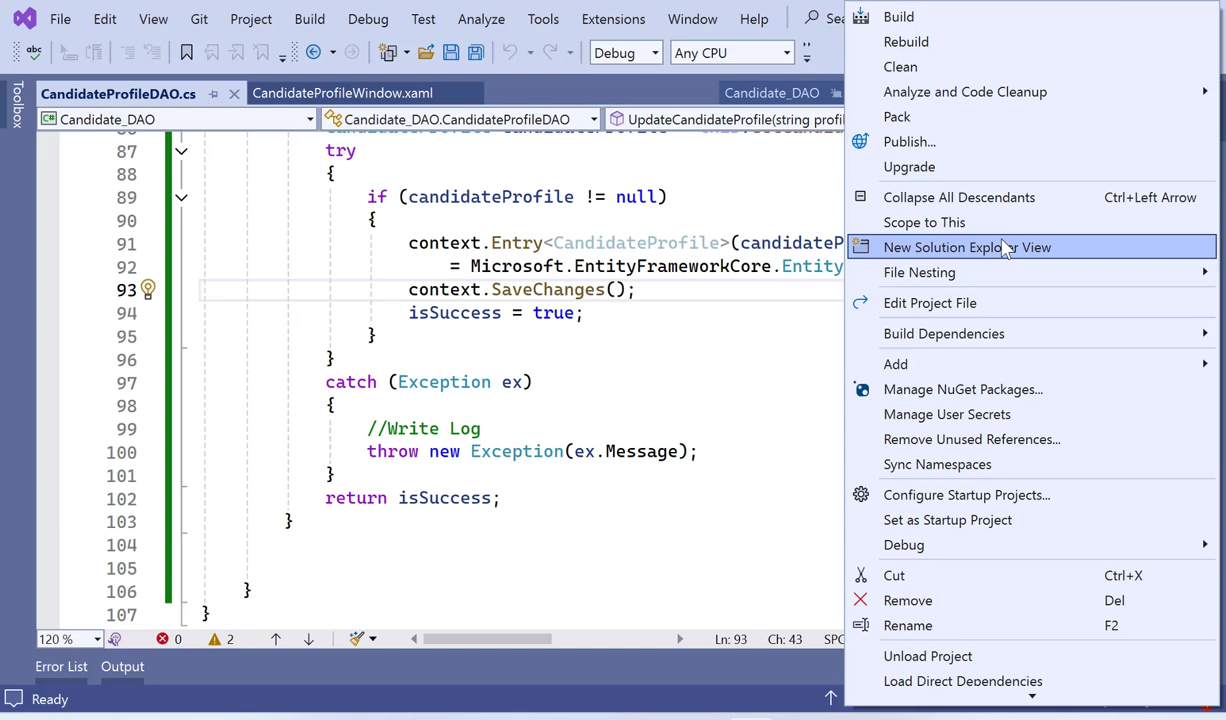 File Edit View Git Project Build Debug Test Analyze Tools Extensions Window Help
abc Debug Any CPU
Toolbox
CandidateProfileDAO.cs CandidateProfileWindow.xaml Candidate_DAO
C# Candidate_DAO Candidate_DAO.CandidateProfileDAO UpdateCandidateProfile(string
87 try
88 {
89 if (candidateProfile != null)
90 {
91 context.Entry<CandidateProfile>(candidateP
92 = Microsoft.EntityFrameworkCore.Entity
93 context.SaveChanges();
94 isSuccess = true;
95 }
96 }
97 catch (Exception ex)
98 {
99 //Write Log
100 throw new Exception(ex.Message);
101 }
102 return isSuccess;
103 }
104
105
106 }
107 }
120 % 0 2 Ln: 93 Ch: 43 SPC
Error List Output
Ready
Build
Rebuild
Clean
Analyze and Code Cleanup
Pack
Publish...
Upgrade
Collapse All Descendants Ctrl+Left Arrow
Scope to This
New Solution Explorer View
File Nesting
Edit Project File
Build Dependencies
Add
Manage NuGet Packages...
Manage User Secrets
Remove Unused References...
Sync Namespaces
Configure Startup Projects...
Set as Startup Project
Debug
Cut Ctrl+X
Remove Del
Rename F2
Unload Project
Load Direct Dependencies